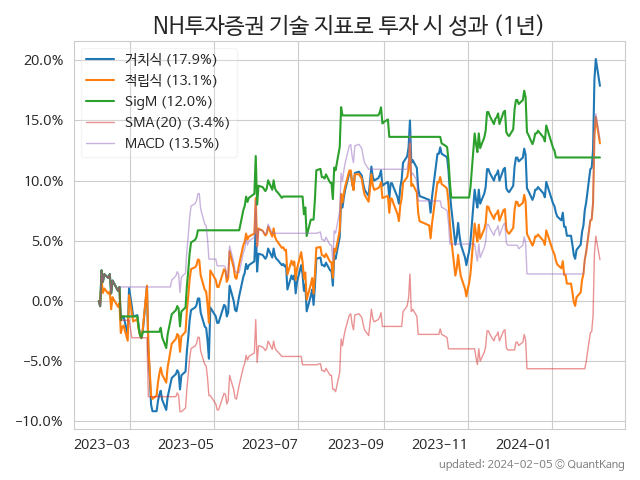 NH투자증권 기술 지표로 투자 시 성과 (1년)
거치식 (17.9%)
적립식 (13.1%)
SigM (12.0%)
SMA(20) (3.4%)
MACD (13.5%)
20.0%
15.0%
10.0%
5.0%
0.0%
−5.0%
−10.0%
2023-03
2023-05
2023-07
2023-09
2023-11
2024-01
updated: 2024-02-05 © QuantKang